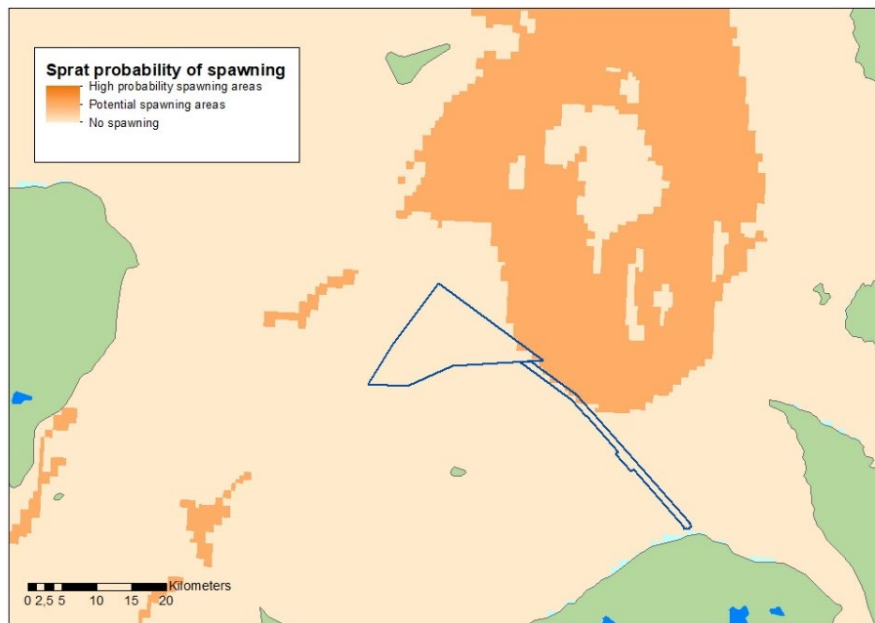 Sprat probability of spawning
High probability spawning areas
Potential spawning areas
No spawning
Kilometers
0 2,5 5 10 15 20